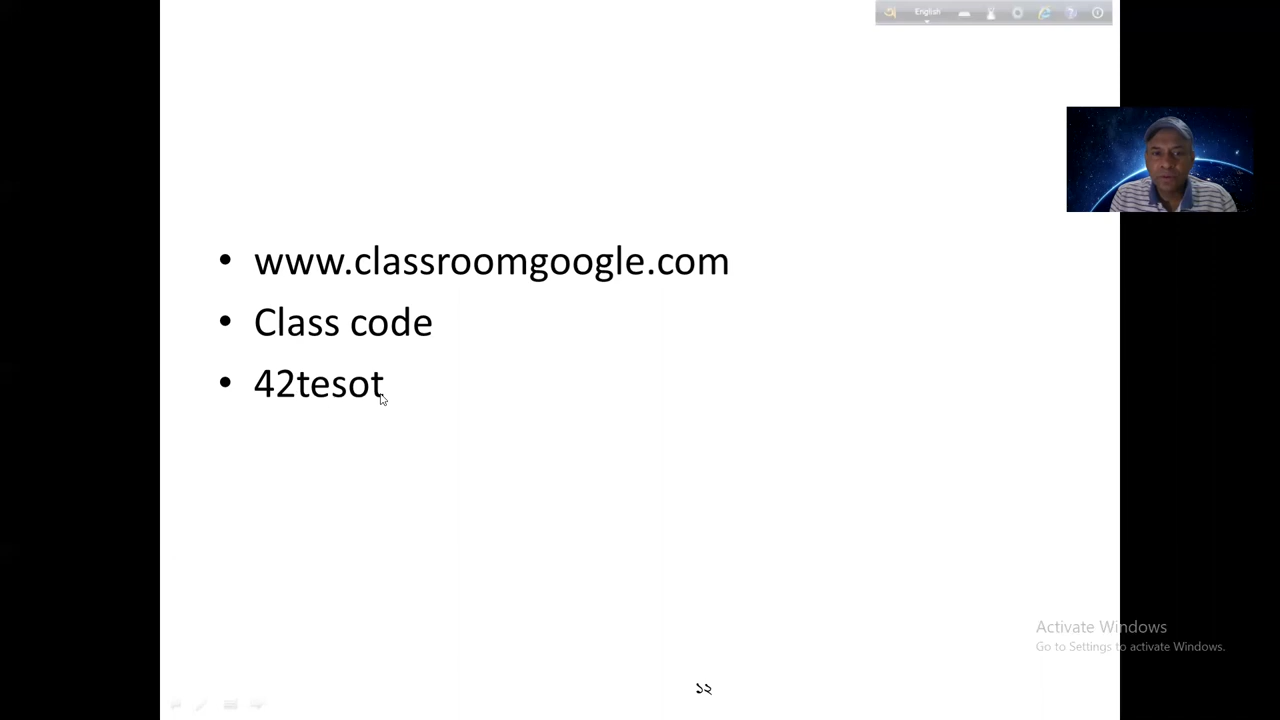 English
• www.classroomgoogle.com
• Class code
• 42tesot
Activate Windows
Go to Settings to activate Windows.
১২